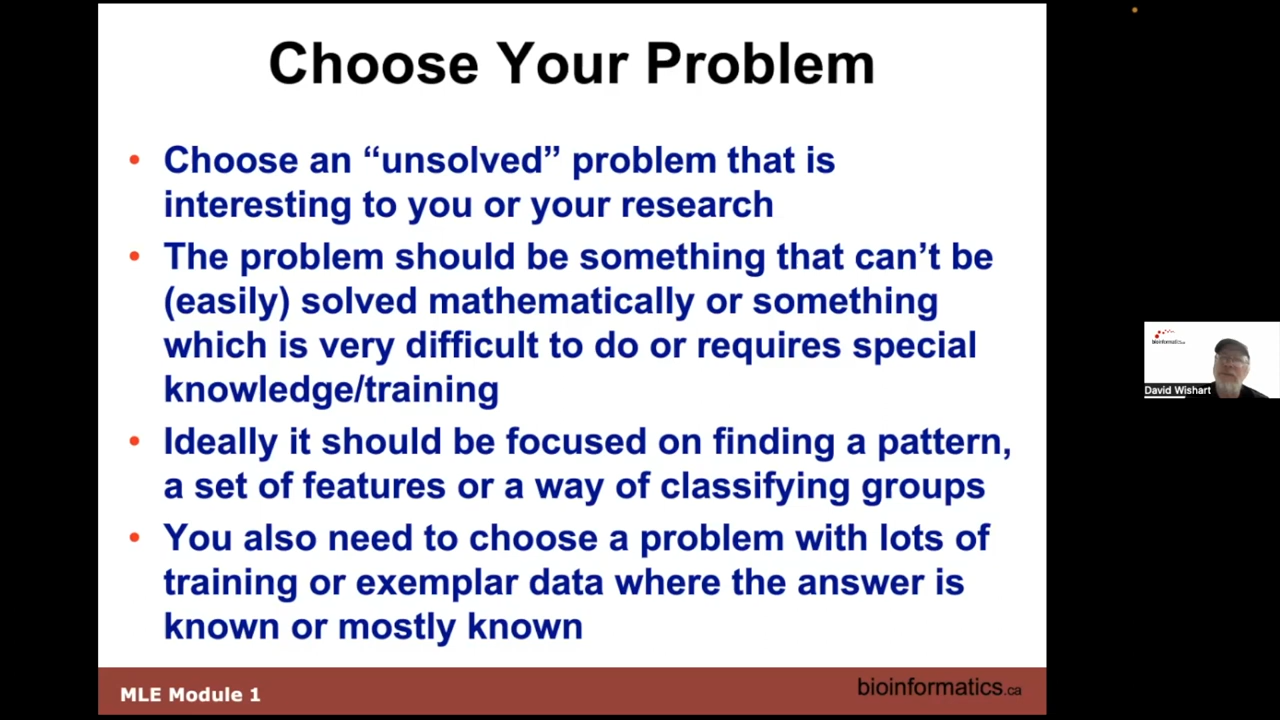 Choose Your Problem
• Choose an “unsolved” problem that is
interesting to you or your research
• The problem should be something that can’t be
(easily) solved mathematically or something
which is very difficult to do or requires special
knowledge/training
• Ideally it should be focused on finding a pattern,
a set of features or a way of classifying groups
• You also need to choose a problem with lots of
training or exemplar data where the answer is
known or mostly known
MLE Module 1
bioinformatics.ca
bioinformatics.ca
David Wishart